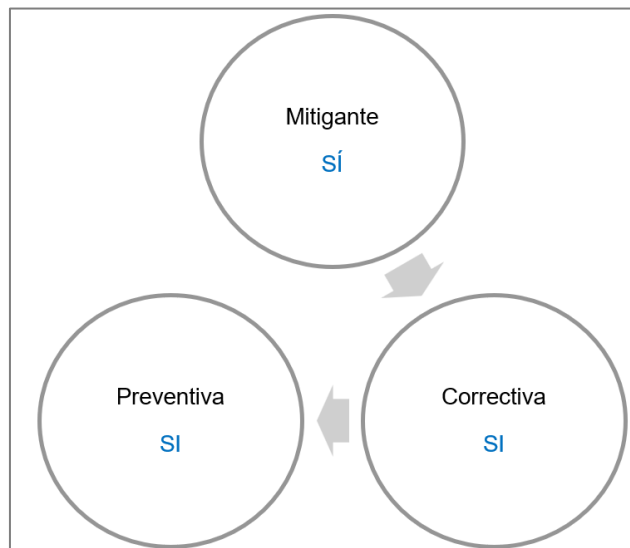 Mitigante
SÍ
Preventiva
SI
Correctiva
SI